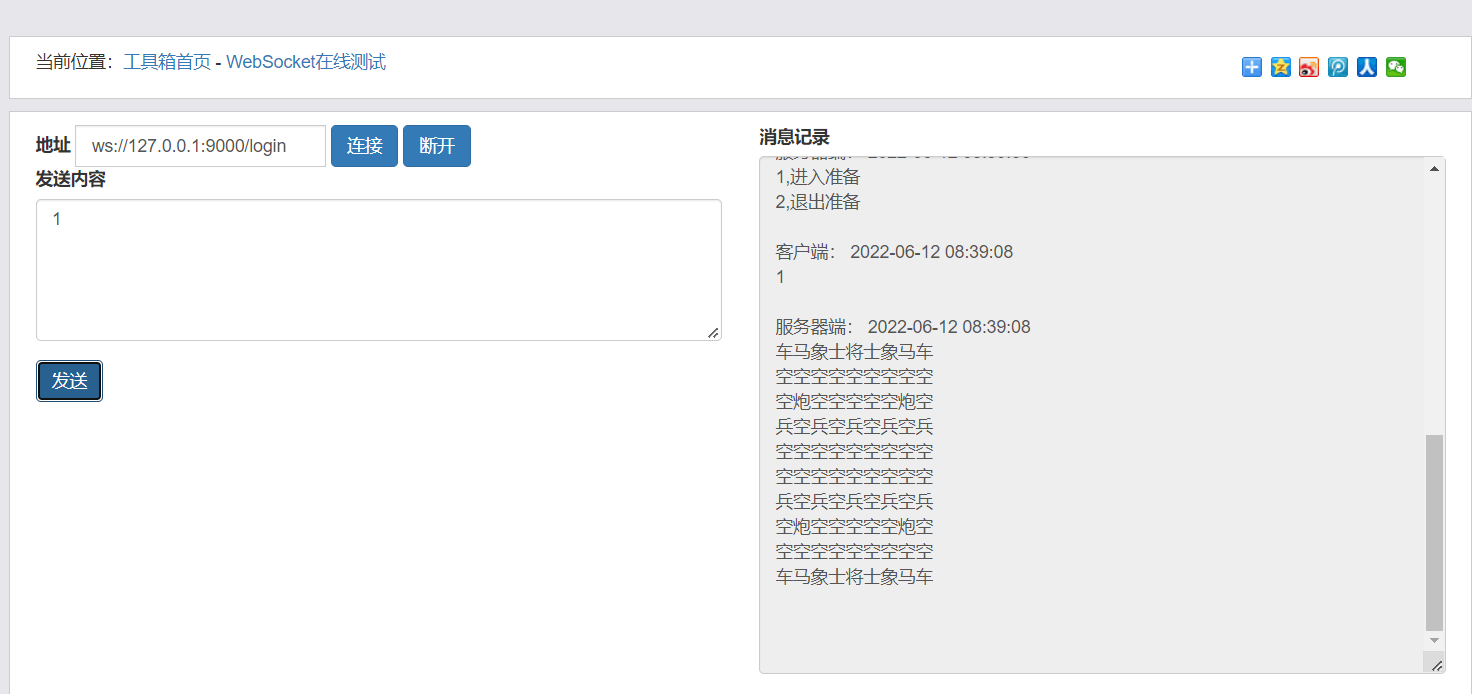 当前位置：工具箱首页 - WebSocket在线测试
地址 ws://127.0.0.1:9000/login 连接 断开
发送内容
1
发送
消息记录
1,进入准备
2,退出准备
客户端： 2022-06-12 08:39:08
1
服务器端： 2022-06-12 08:39:08
车马象士将士象马车
空空空空空空空空空
空炮空空空空空炮空
兵空兵空兵空兵空兵
空空空空空空空空空
空空空空空空空空空
兵空兵空兵空兵空兵
空炮空空空空空炮空
空空空空空空空空空
车马象士将士象马车